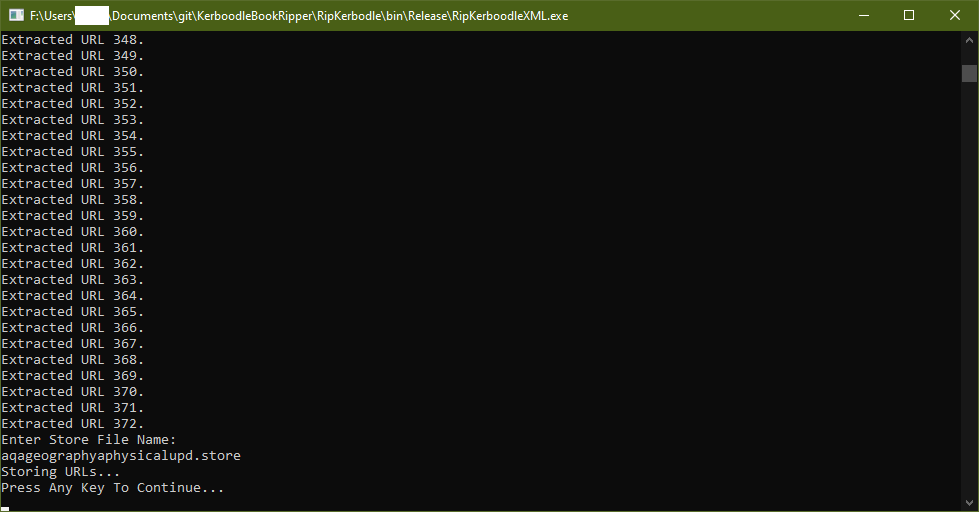 F:\Users\ \Documents\git\KerboodleBookRipper\RipKerbodle\bin\Release\RipKerboodleXML.exe
Extracted URL 348.
Extracted URL 349.
Extracted URL 350.
Extracted URL 351.
Extracted URL 352.
Extracted URL 353.
Extracted URL 354.
Extracted URL 355.
Extracted URL 356.
Extracted URL 357.
Extracted URL 358.
Extracted URL 359.
Extracted URL 360.
Extracted URL 361.
Extracted URL 362.
Extracted URL 363.
Extracted URL 364.
Extracted URL 365.
Extracted URL 366.
Extracted URL 367.
Extracted URL 368.
Extracted URL 369.
Extracted URL 370.
Extracted URL 371.
Extracted URL 372.
Enter Store File Name:
aqageographyaphysicalupd.store
Storing URLs...
Press Any Key To Continue...